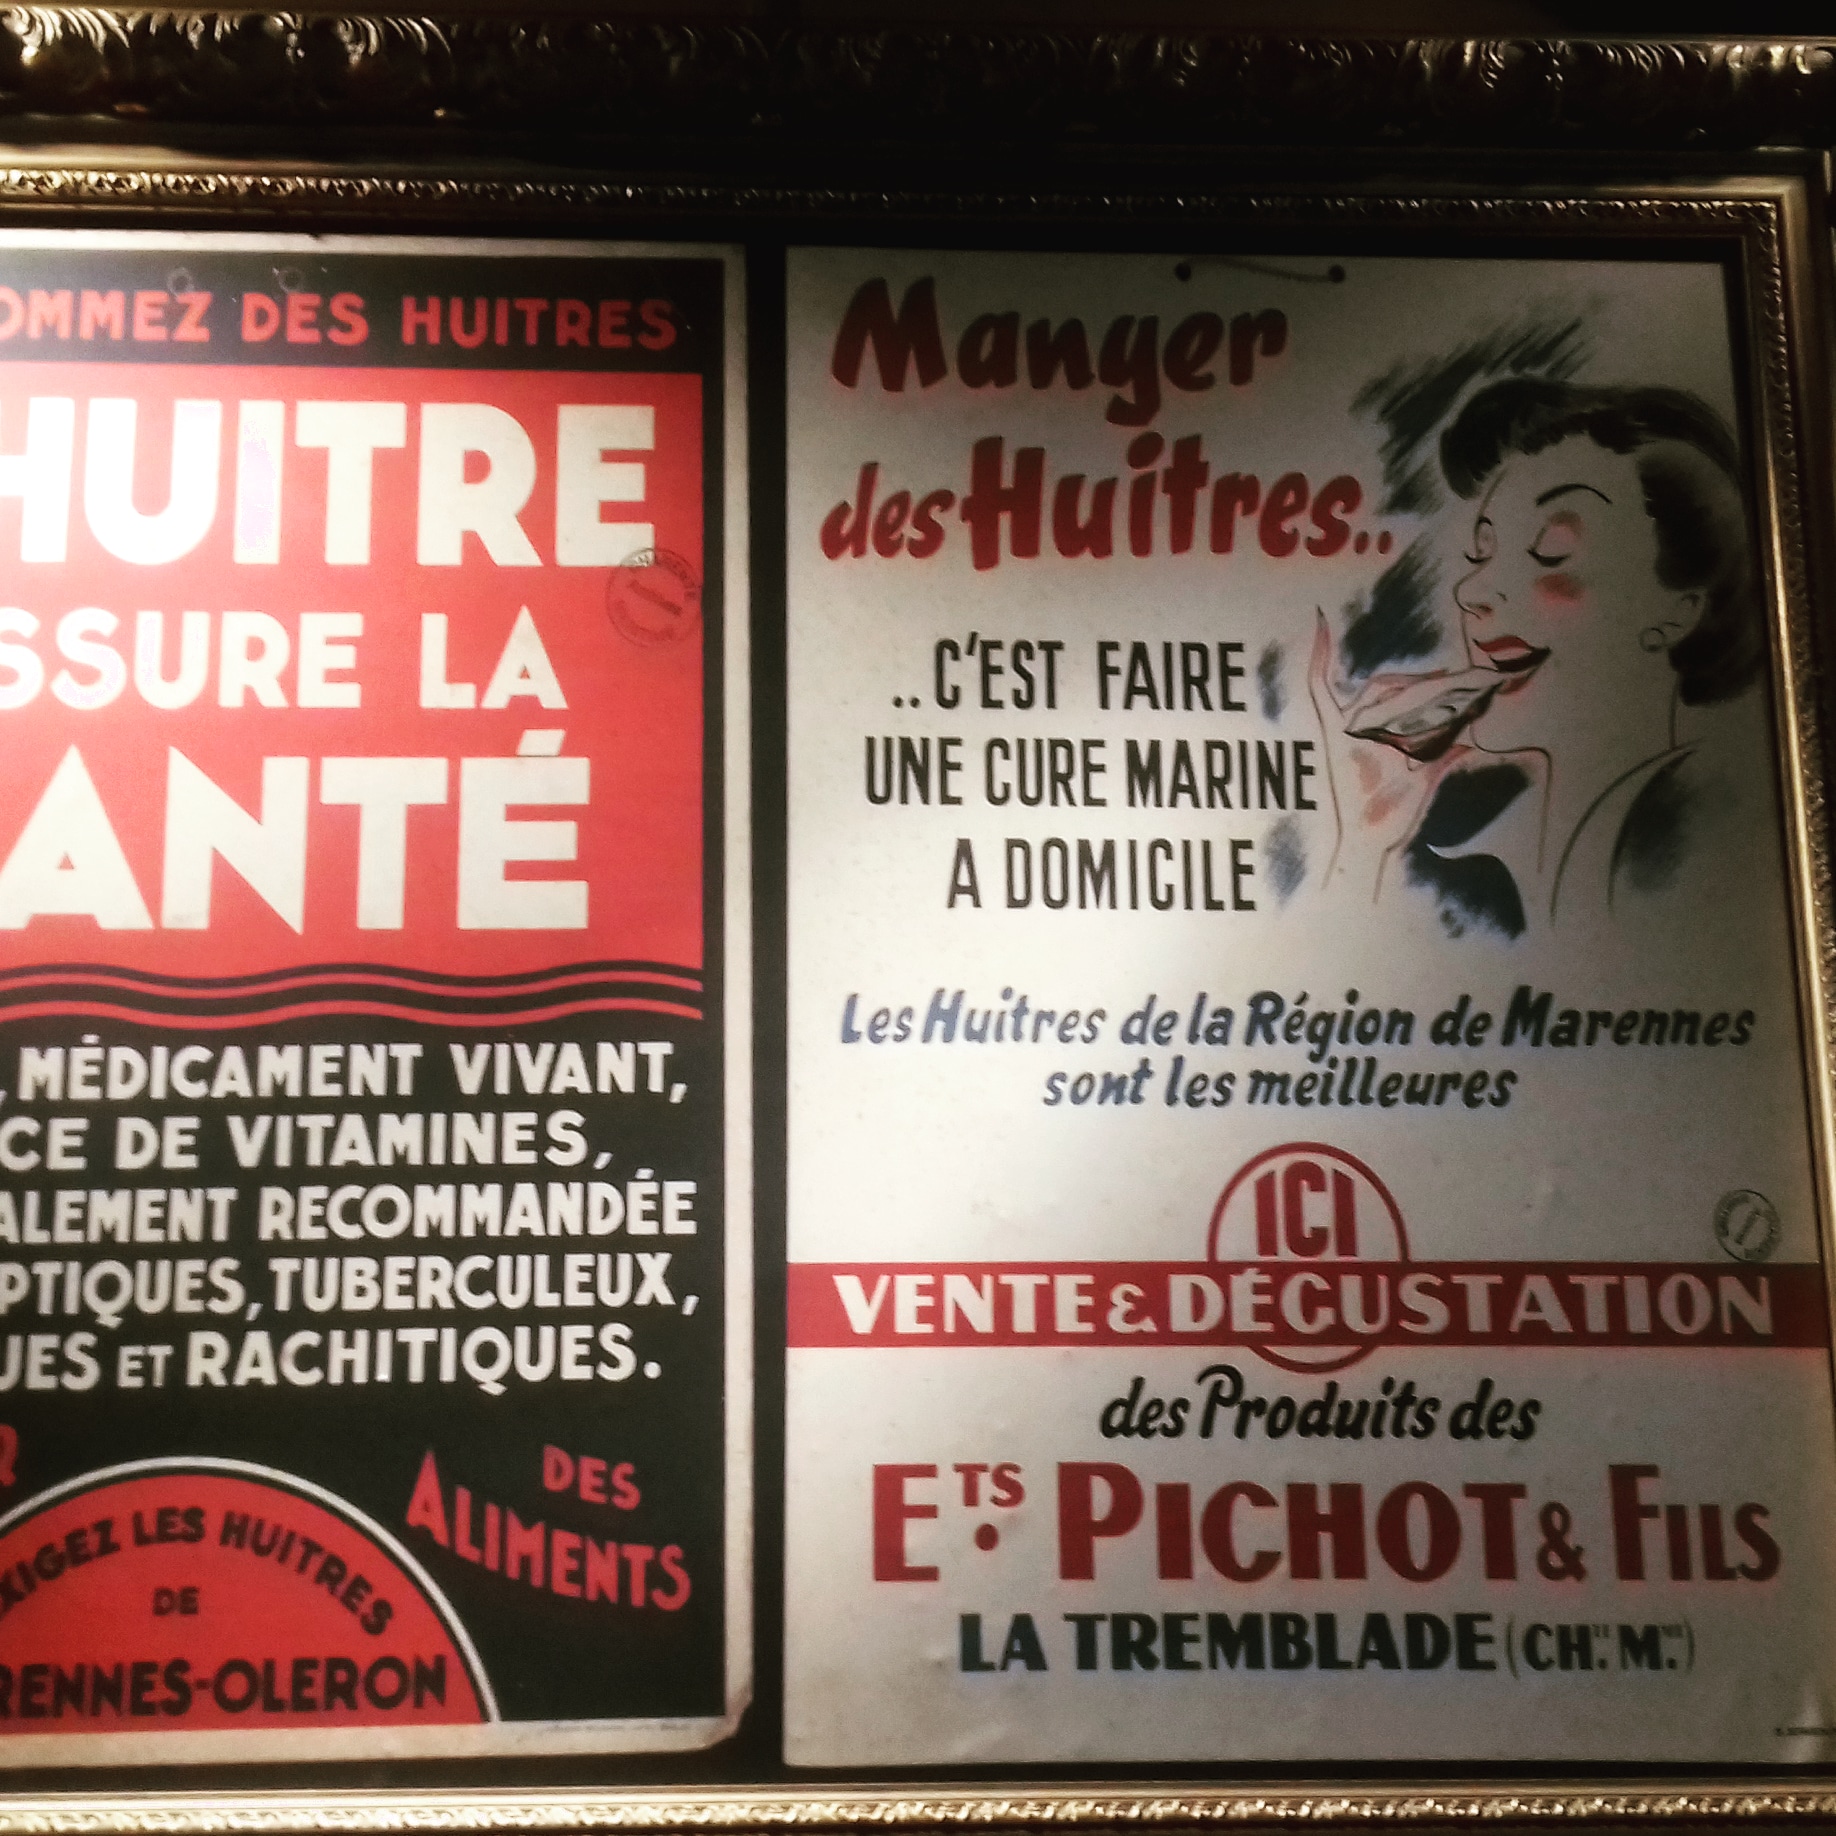 OMMEZ DES HUITRES
HUITRE
SSURE LA
ANTÉ
, MÉDICAMENT VIVANT,
CE DE VITAMINES,
ALEMENT RECOMMANDÉE
PTIQUES, TUBERCULEUX,
UES ET RACHITIQUES.
R
DES
ALIMENTS
XIGEZ LES HUITRES
DE
RENNES-OLERON
Manger
des Huitres..
..C'EST FAIRE
UNE CURE MARINE
A DOMICILE
Les Huitres de la Région de Marennes
sont les meilleures
ICI
VENTE & DÉGUSTATION
des Produits des
ETS. PICHOT & FILS
LA TREMBLADE (CHTE. MME.)